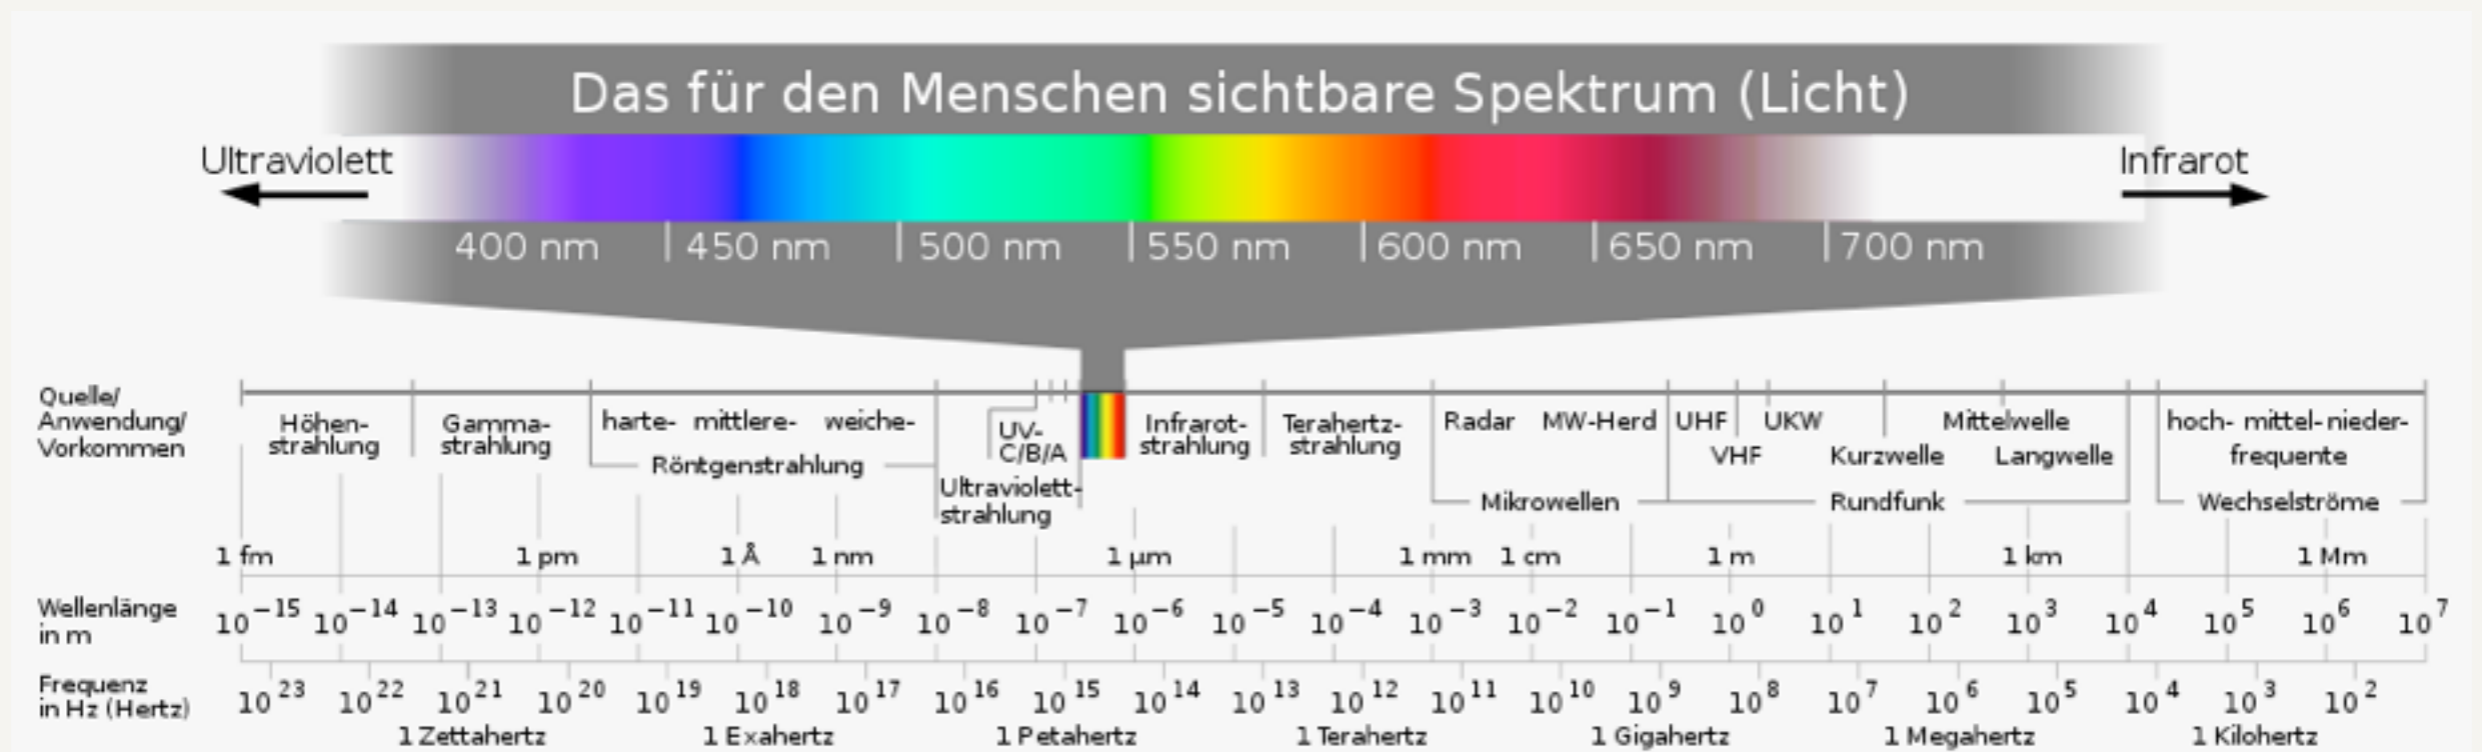 Das für den Menschen sichtbare Spektrum (Licht)
Ultraviolett
Infrarot
400 nm 450 nm 500 nm 550 nm 600 nm 650 nm 700 nm
Quelle/
Anwendung/
Vorkommen
Höhen-
strahlung
Gamma-
strahlung
harte- mittlere- weiche-
Röntgenstrahlung
UV-
C/B/A
Ultraviolett-
strahlung
Infrarot-
strahlung
Terahertz-
strahlung
Radar MW-Herd
Mikrowellen
UHF UKW Mittelwelle
VHF Kurzwelle Langwelle
Rundfunk
hoch- mittel- nieder-
frequente
Wechselströme
1 fm 1 pm 1 Å 1 nm 1 µm 1 mm 1 cm 1 m 1 km 1 Mm
Wellenlänge
in m
10⁻¹⁵ 10⁻¹⁴ 10⁻¹³ 10⁻¹² 10⁻¹¹ 10⁻¹⁰ 10⁻⁹ 10⁻⁸ 10⁻⁷ 10⁻⁶ 10⁻⁵ 10⁻⁴ 10⁻³ 10⁻² 10⁻¹ 10⁰ 10¹ 10² 10³ 10⁴ 10⁵ 10⁶ 10⁷
Frequenz
in Hz (Hertz)
10²³ 10²² 10²¹ 10²⁰ 10¹⁹ 10¹⁸ 10¹⁷ 10¹⁶ 10¹⁵ 10¹⁴ 10¹³ 10¹² 10¹¹ 10¹⁰ 10⁹ 10⁸ 10⁷ 10⁶ 10⁵ 10⁴ 10³ 10²
1 Zettahertz 1 Exahertz 1 Petahertz 1 Terahertz 1 Gigahertz 1 Megahertz 1 Kilohertz